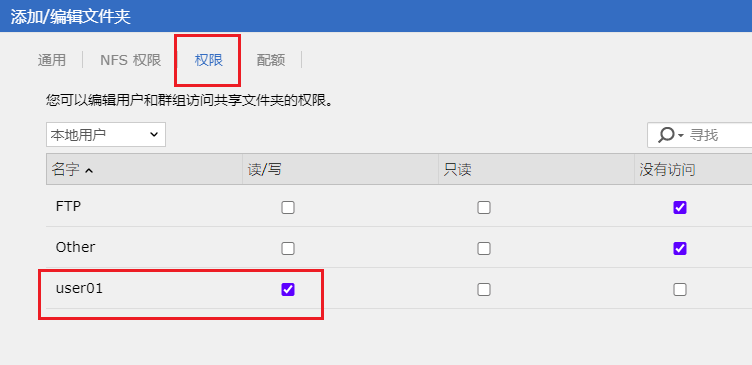 添加/编辑文件夹
通用 NFS 权限 权限 配额
您可以编辑用户和群组访问共享文件夹的权限。
本地用户 寻找
名字 读/写 只读 没有访问
FTP
Other
user01